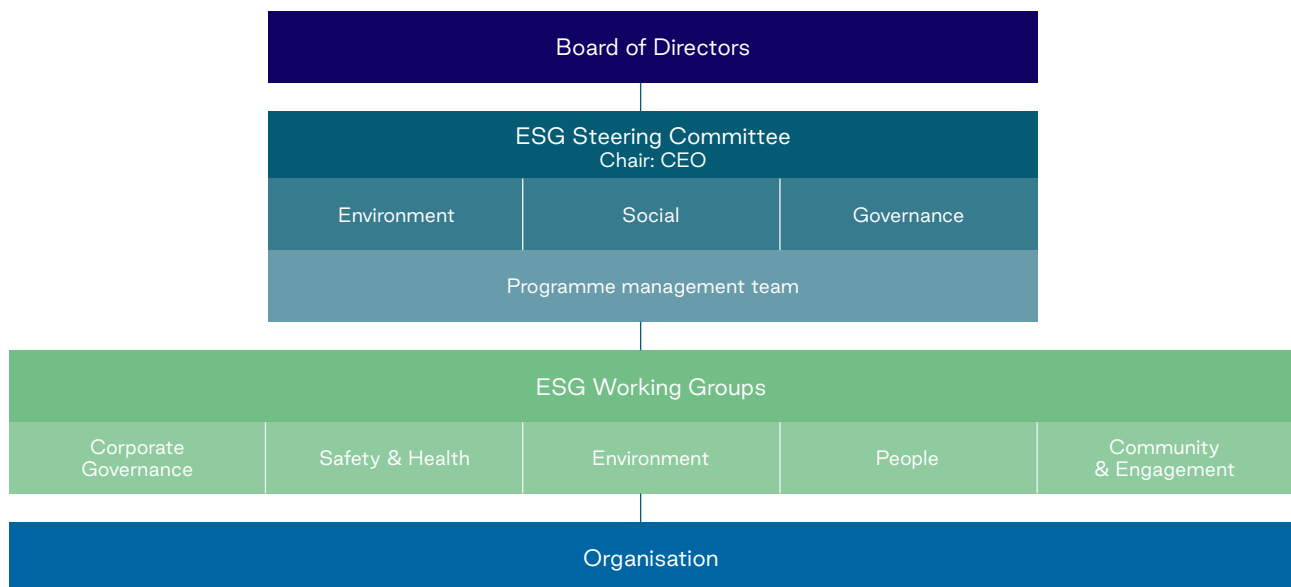 Board of Directors
ESG Steering Committee
Chair: CEO
Environment
Social
Governance
Programme management team
ESG Working Groups
Corporate
Governance
Safety & Health
Environment
People
Community
& Engagement
Organisation